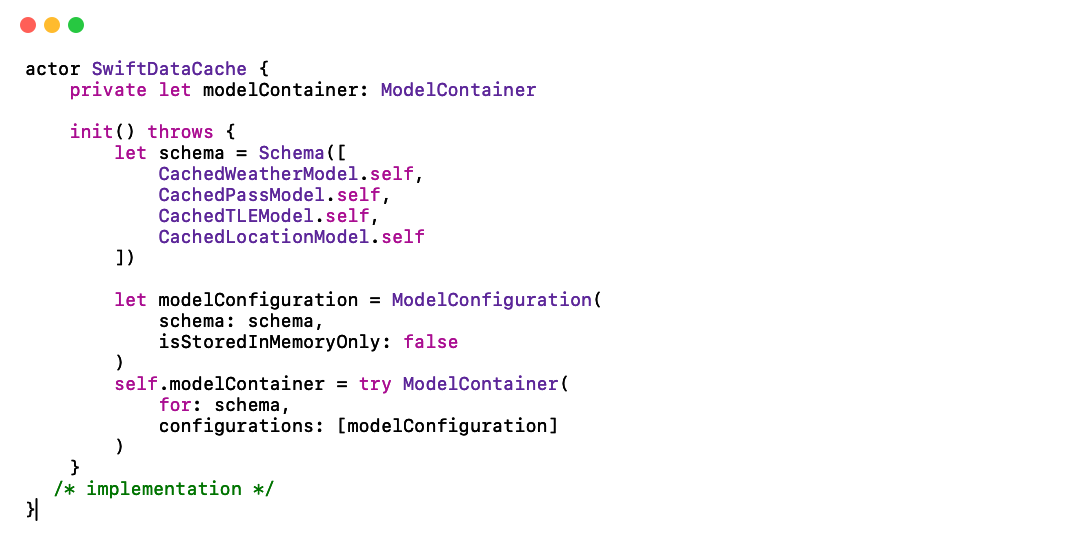 actor SwiftDataCache {
    private let modelContainer: ModelContainer

    init() throws {
        let schema = Schema([
            CachedWeatherModel.self,
            CachedPassModel.self,
            CachedTLEModel.self,
            CachedLocationModel.self
        ])

        let modelConfiguration = ModelConfiguration(
            schema: schema,
            isStoredInMemoryOnly: false
        )
        self.modelContainer = try ModelContainer(
            for: schema,
            configurations: [modelConfiguration]
        )
    }
   /* implementation */
}